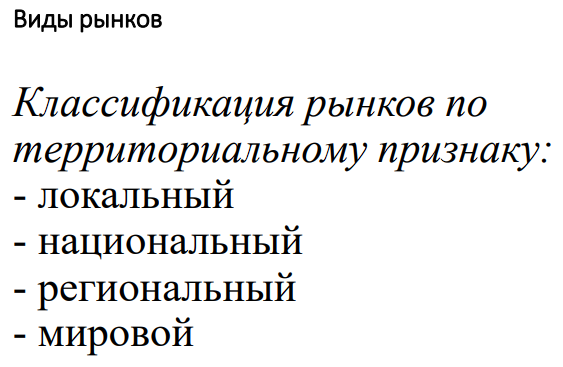 Виды рынков
Классификация рынков по
территориальному признаку:
- локальный
- национальный
- региональный
- мировой